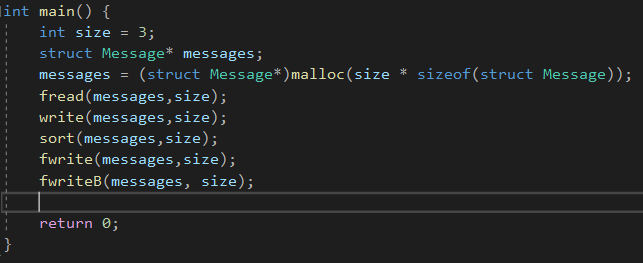 int main() {
int size = 3;
struct Message* messages;
messages = (struct Message*)malloc(size * sizeof(struct Message));
fread(messages,size);
write(messages,size);
sort(messages,size);
fwrite(messages,size);
fwriteB(messages, size);
return 0;
}